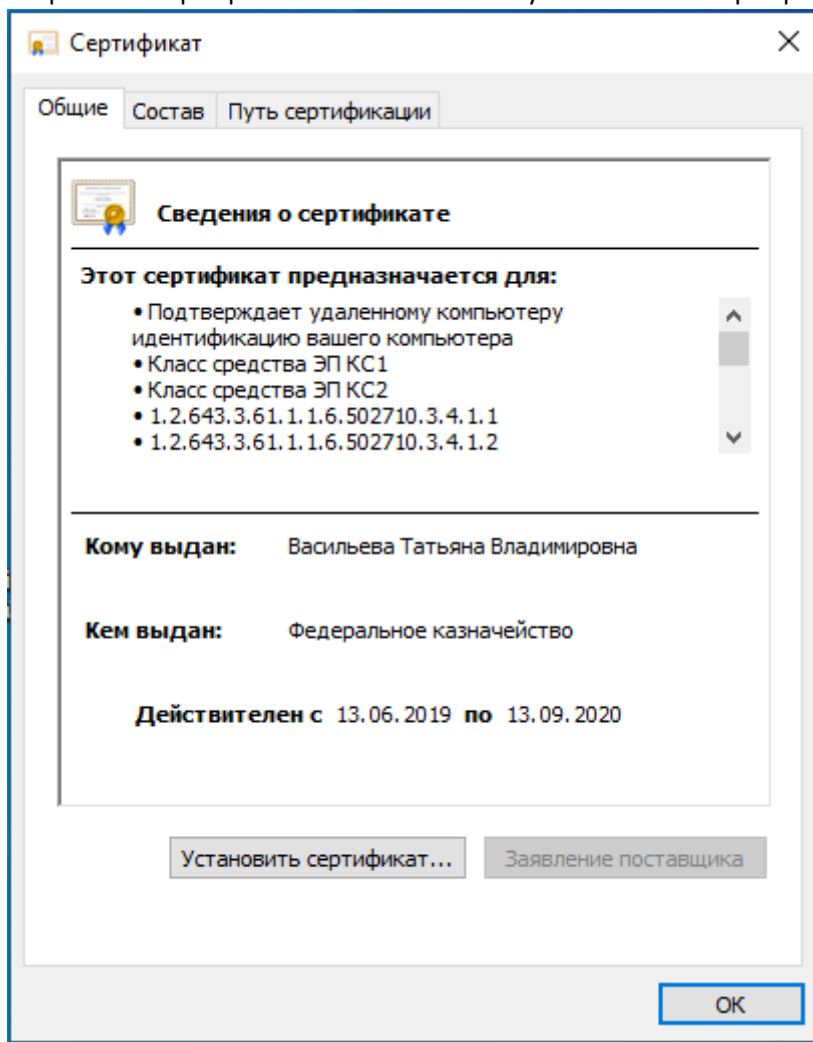 Сертификат
Общие Состав Путь сертификации
Сведения о сертификате
Этот сертификат предназначается для:
• Подтверждает удаленному компьютеру
идентификацию вашего компьютера
• Класс средства ЭП КС1
• Класс средства ЭП КС2
• 1.2.643.3.61.1.1.6.502710.3.4.1.1
• 1.2.643.3.61.1.1.6.502710.3.4.1.2
Кому выдан: Васильева Татьяна Владимировна
Кем выдан: Федеральное казначейство
Действителен с 13.06.2019 по 13.09.2020
Установить сертификат... Заявление поставщика
ОК